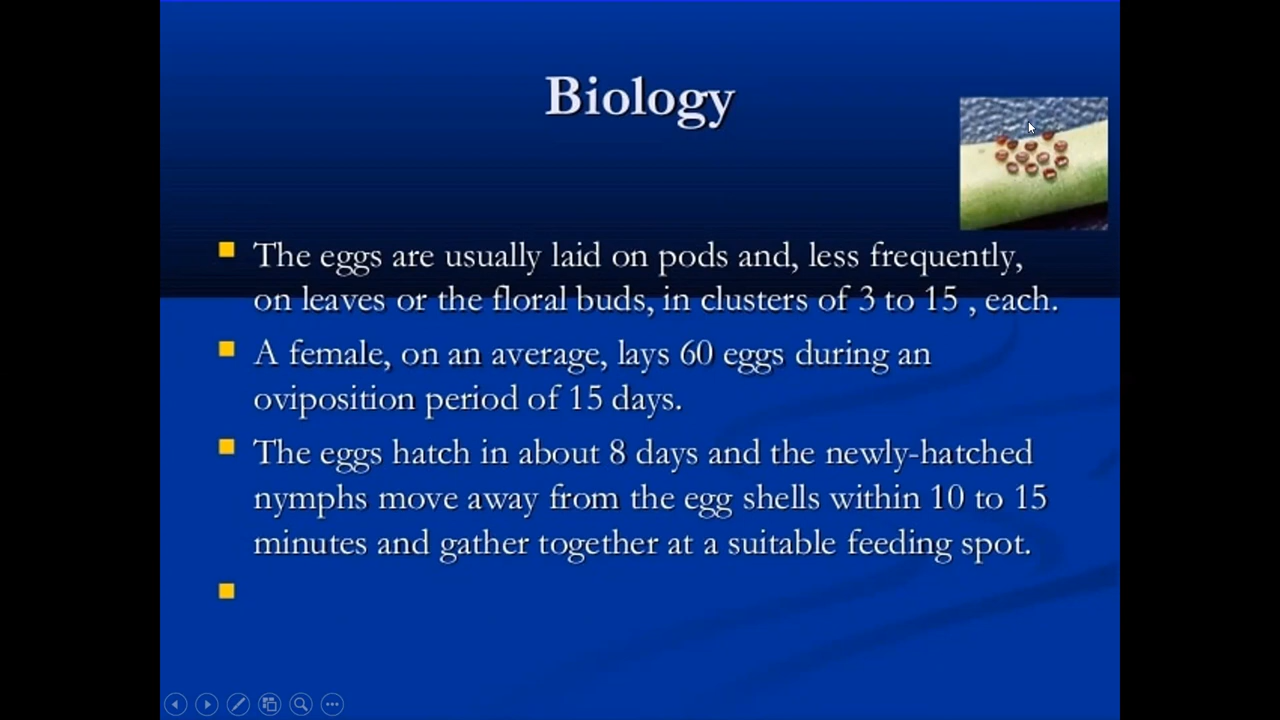 Biology
The eggs are usually laid on pods and, less frequently,
on leaves or the floral buds, in clusters of 3 to 15 , each.
A female, on an average, lays 60 eggs during an
oviposition period of 15 days.
The eggs hatch in about 8 days and the newly-hatched
nymphs move away from the egg shells within 10 to 15
minutes and gather together at a suitable feeding spot.